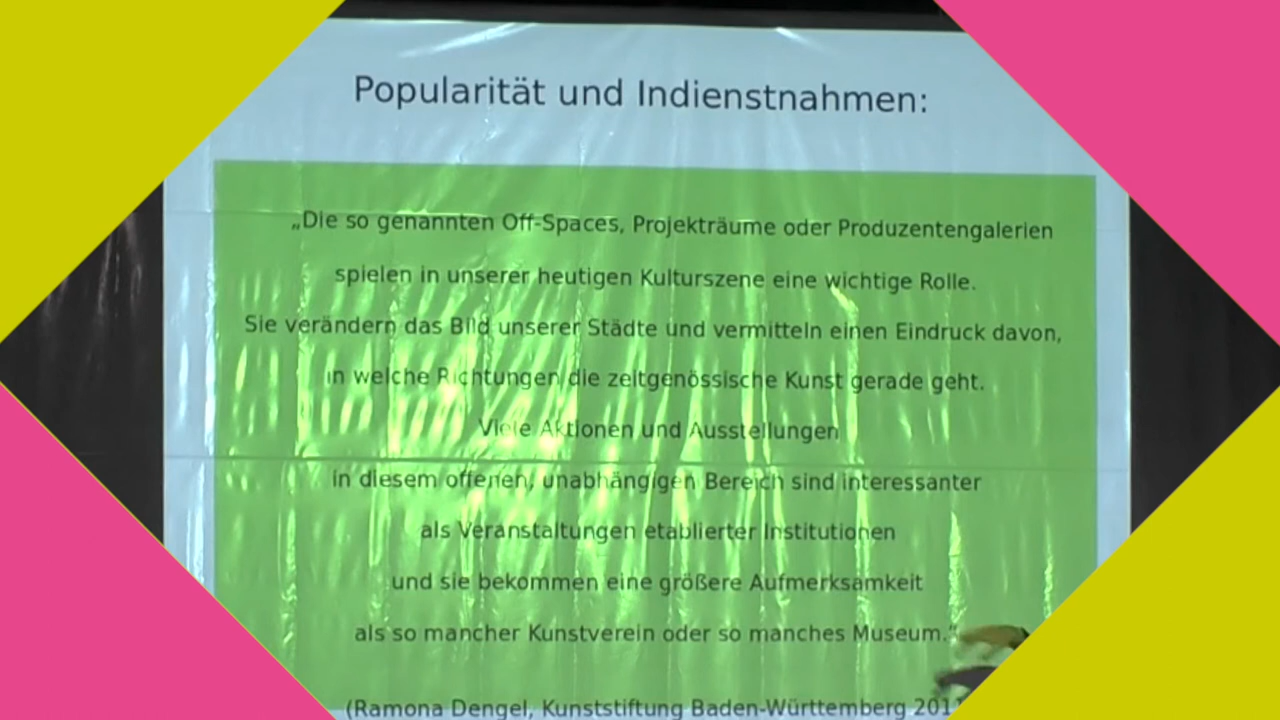 Popularität und Indienstnahmen:
„Die so genannten Off-Spaces, Projekträume oder Produzentengalerien
spielen in unserer heutigen Kulturszene eine wichtige Rolle.
Sie verändern das Bild unserer Städte und vermitteln einen Eindruck davon,
in welche Richtungen die zeitgenössische Kunst gerade geht.
Viele Aktionen und Ausstellungen
in diesem offenen, unabhängigen Bereich sind interessanter
als Veranstaltungen etablierter Institutionen
und sie bekommen eine größere Aufmerksamkeit
als so mancher Kunstverein oder so manches Museum.“
(Ramona Dengel, Kunststiftung Baden-Württemberg